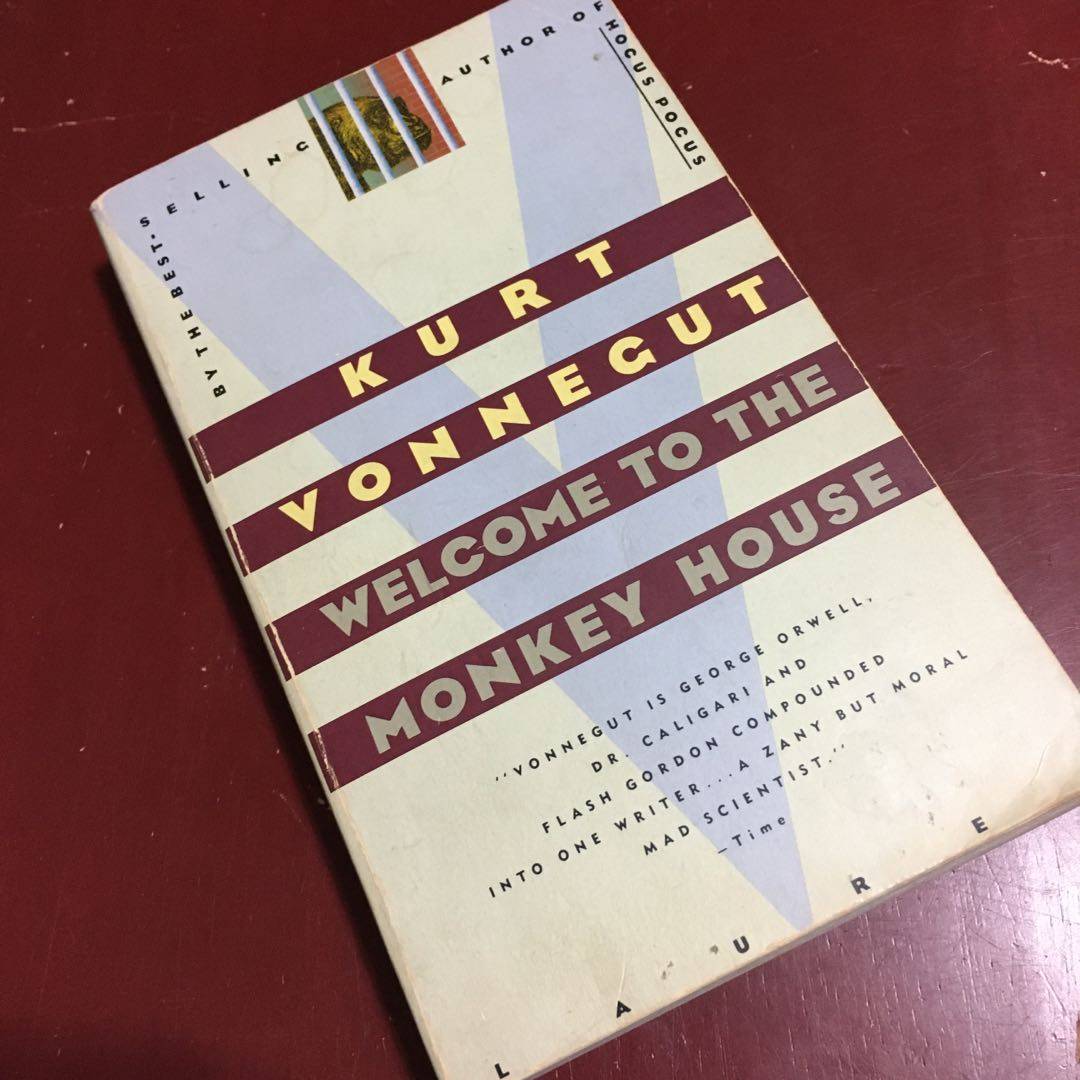 BY THE BEST-SELLING
AUTHOR OF
HOCUS POCUS
KURT
VONNEGUT
WELCOME TO THE
MONKEY HOUSE
"VONNEGUT IS GEORGE ORWELL,
DR. CALIGARI AND
FLASH GORDON COMPOUNDED
INTO ONE WRITER...A ZANY BUT MORAL
MAD SCIENTIST."
—Time
LAURE